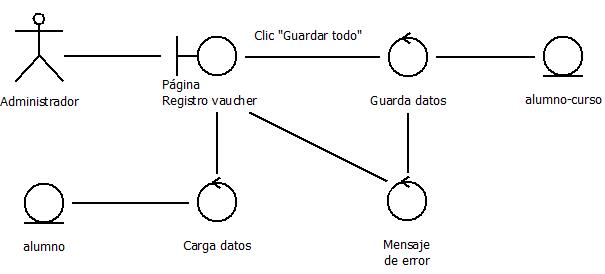 Clic "Guardar todo"
Administrador
Página
Registro vaucher
Guarda datos
alumno-curso
alumno
Carga datos
Mensaje
de error